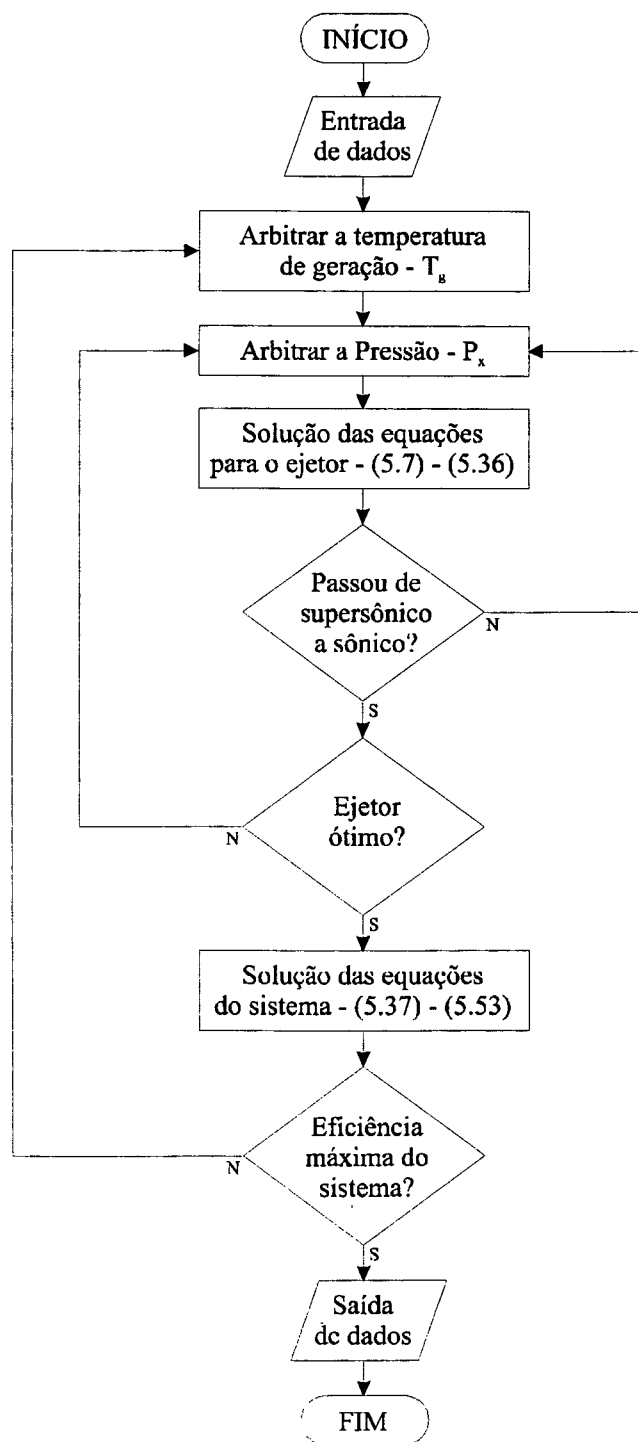 INÍCIO
Entrada
de dados
Arbitrar a temperatura
de geração - Tg
Arbitrar a Pressão - Px
Solução das equações
para o ejetor - (5.7) - (5.36)
Passou de
supersônico
a sônico?
N
S
Ejetor
ótimo?
N
S
Solução das equações
do sistema - (5.37) - (5.53)
Eficiência
máxima do
sistema?
N
S
Saída
de dados
FIM